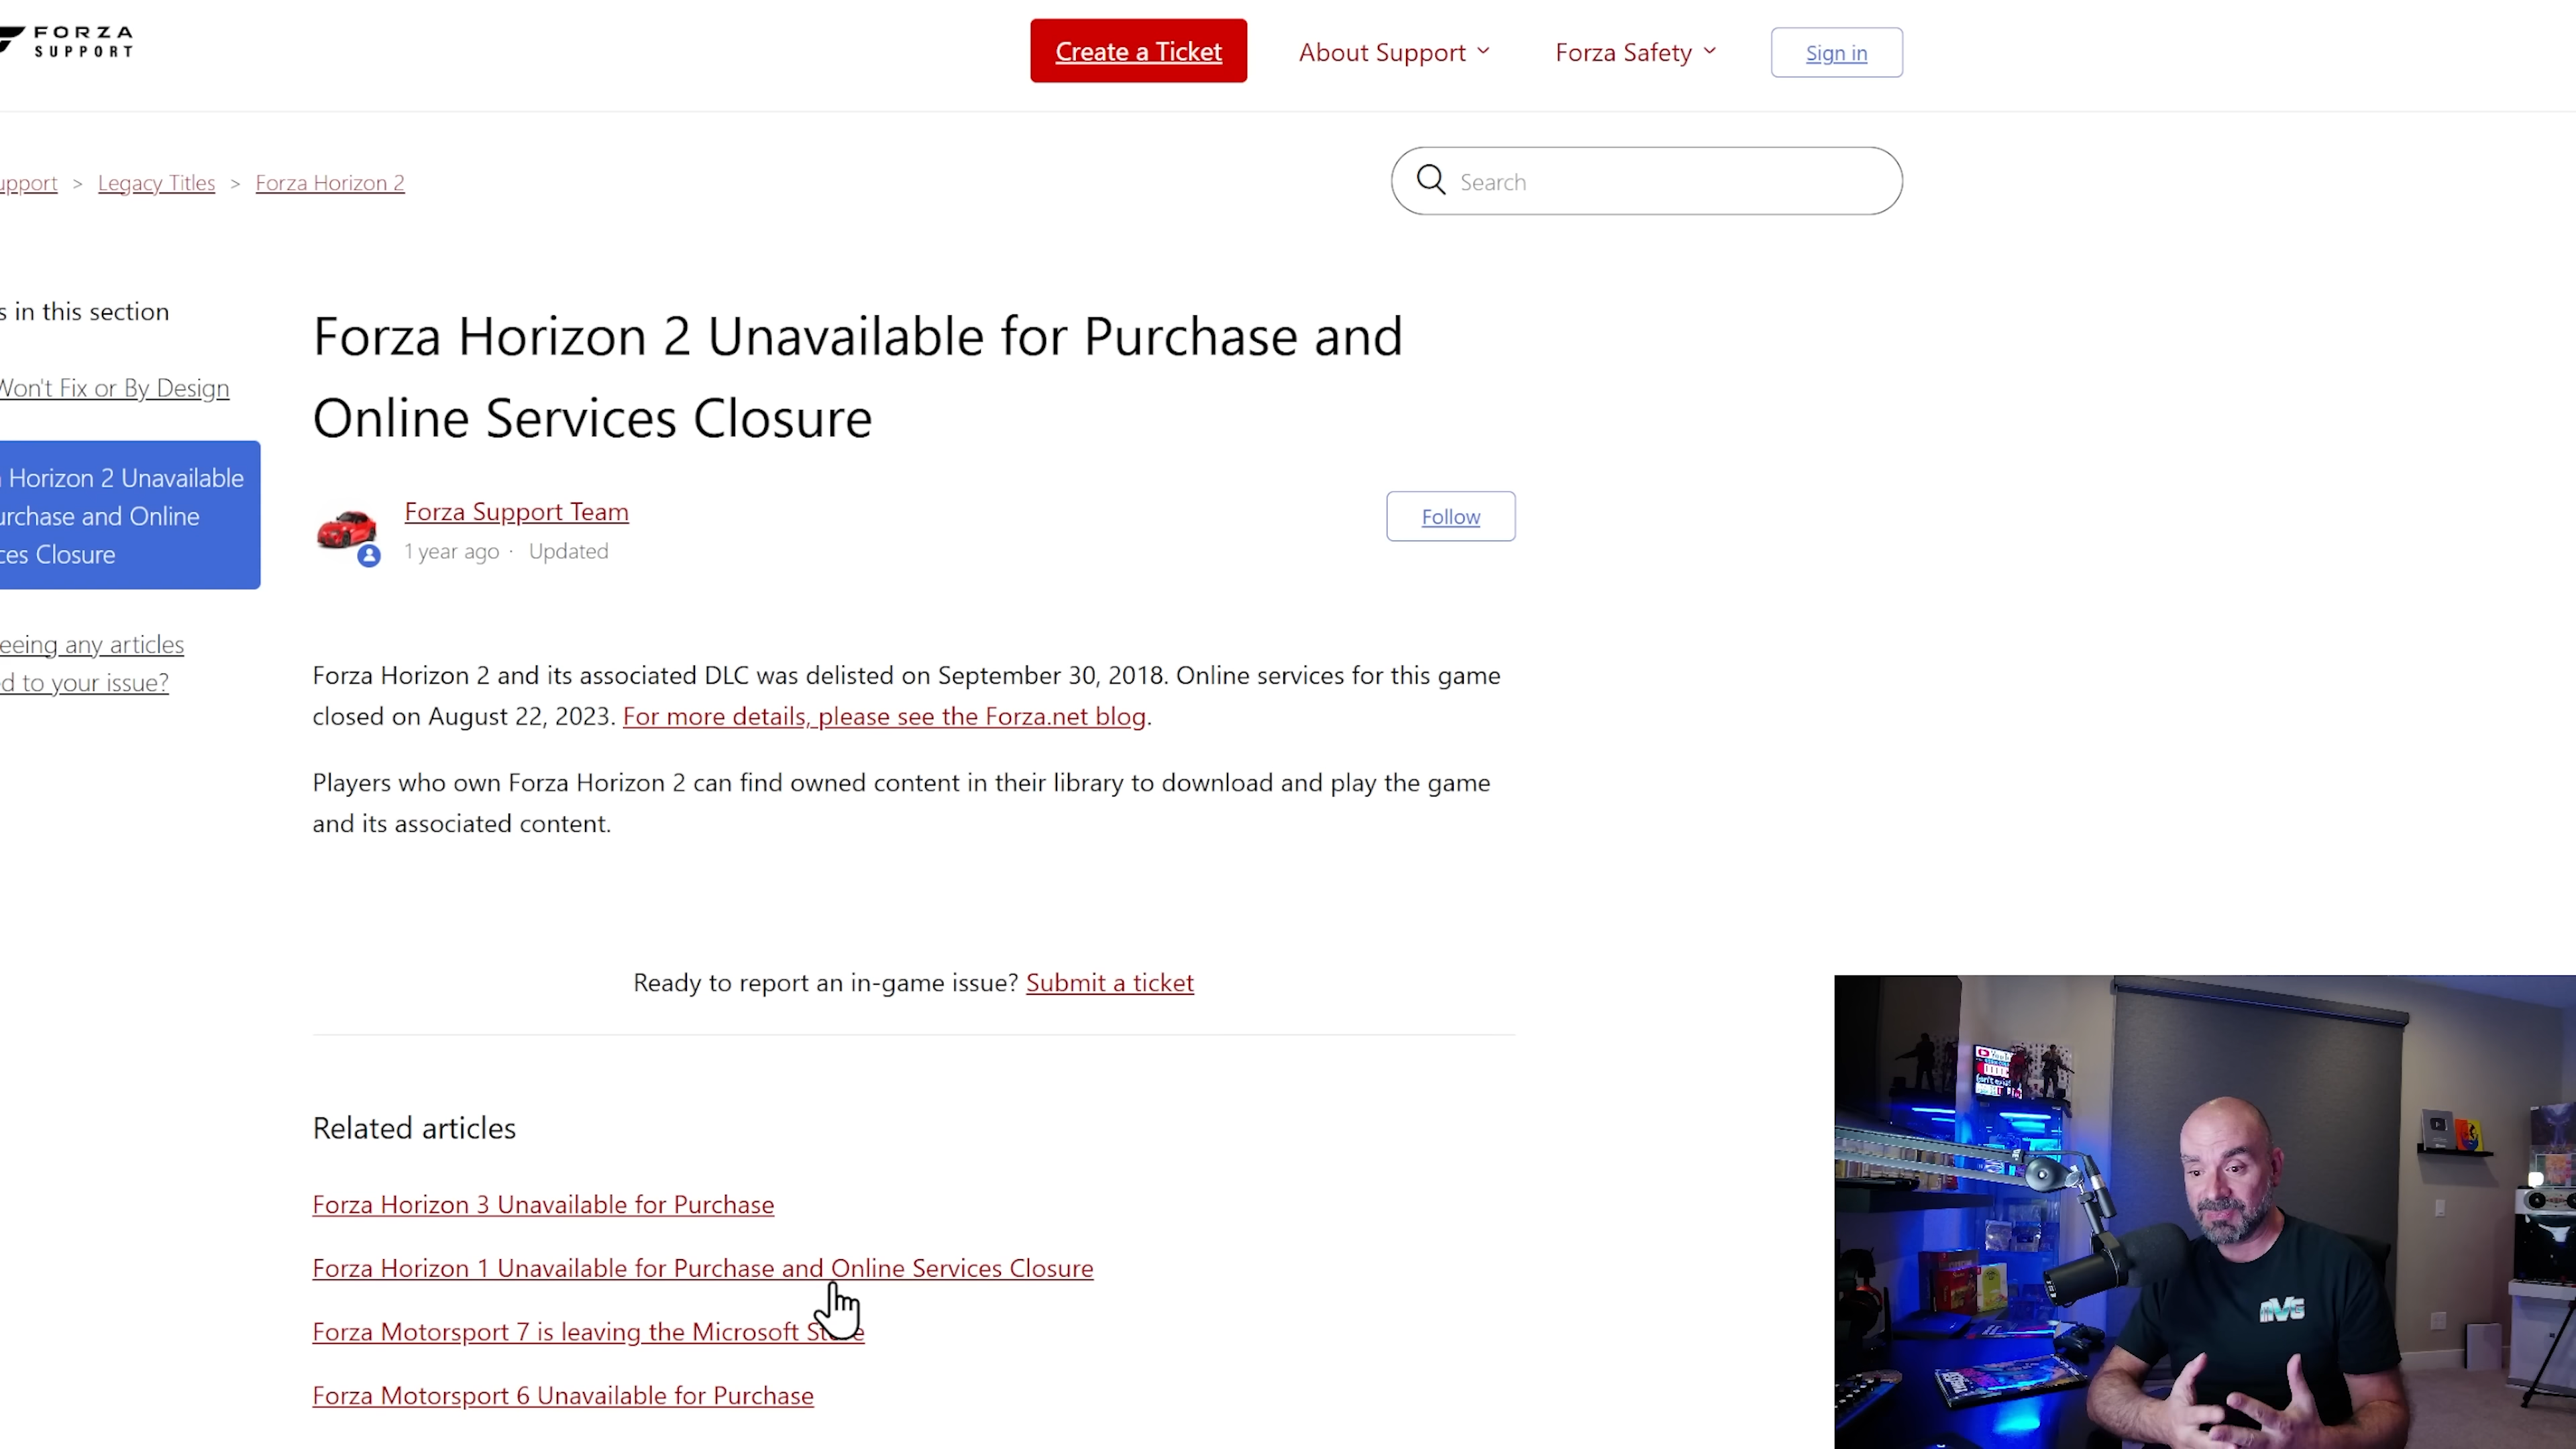 FORZA
SUPPORT
Create a Ticket
About Support
Forza Safety
Sign in
upport > Legacy Titles > Forza Horizon 2
Search
s in this section
Won't Fix or By Design
Horizon 2 Unavailable
urchase and Online
ces Closure
eeing any articles
d to your issue?
Forza Horizon 2 Unavailable for Purchase and
Online Services Closure
Forza Support Team
1 year ago · Updated
Follow
Forza Horizon 2 and its associated DLC was delisted on September 30, 2018. Online services for this game
closed on August 22, 2023. For more details, please see the Forza.net blog.
Players who own Forza Horizon 2 can find owned content in their library to download and play the game
and its associated content.
Ready to report an in-game issue? Submit a ticket
Related articles
Forza Horizon 3 Unavailable for Purchase
Forza Horizon 1 Unavailable for Purchase and Online Services Closure
Forza Motorsport 7 is leaving the Microsoft Store
Forza Motorsport 6 Unavailable for Purchase
MVG